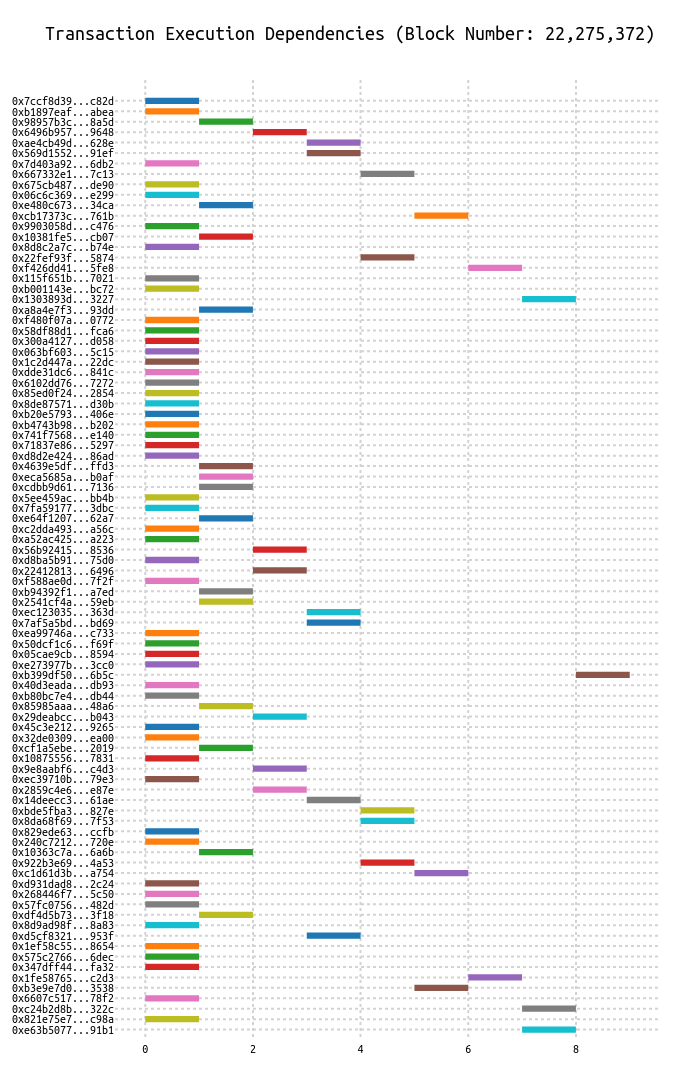 Transaction Execution Dependencies (Block Number: 22,275,372)
0x7ccf8d39...c82d
0xb1897eaf...abea
0x98957b3c...8a5d
0x6496b957...9648
0xae4cb49d...628e
0x569d1552...91ef
0x7d403a92...6db2
0x667332e1...7c13
0x675cb487...de90
0x06c6c369...e299
0xe480c673...34ca
0xcb17373c...761b
0x9903058d...c476
0x10381fe5...cb07
0x8d8c2a7c...b74e
0x22fef93f...5874
0xf426dd41...5fe8
0x115f651b...7021
0xb001143e...bc72
0x1303893d...3227
0xa8a4e7f3...93dd
0xf480f07a...0772
0x58df88d1...fca6
0x300a4127...d058
0x063bf603...5c15
0x1c2d447a...22dc
0xdde31dc6...841c
0x6102dd76...7272
0x85ed0f24...2854
0x8de87571...d30b
0xb20e5793...406e
0xb4743b98...b202
0x741f7568...e140
0x71837e86...5297
0xd8d2e424...86ad
0x4639e5df...ffd3
0xeca5685a...b0af
0xcdbb9d61...7136
0x5ee459ac...bb4b
0x7fa59177...3dbc
0xe64f1207...62a7
0xc2dda493...a56c
0xa52ac425...a223
0x56b92415...8536
0xd8ba5b91...75d0
0x22412813...6496
0xf588ae0d...7f2f
0xb94392f1...a7ed
0x2541cf4a...59eb
0xec123035...363d
0x7af5a5bd...bd69
0xea99746a...c733
0x50dcf1c6...f69f
0x05cae9cb...8594
0xe273977b...3cc0
0xb399df50...6b5c
0x40d3eada...db93
0xb80bc7e4...db44
0x85985aaa...48a6
0x29deabcc...b043
0x45c3e212...9265
0x32de0309...ea00
0xcf1a5ebe...2019
0x10875556...7831
0x9e8aabf6...c4d3
0xec39710b...79e3
0x2859c4e6...e87e
0x14deecc3...61ae
0xbde5fba3...827e
0x8da68f69...7f53
0x829ede63...ccfb
0x240c7212...720e
0x10363c7a...6a6b
0x922b3e69...4a53
0xc1d61d3b...a754
0xd931dad8...2c24
0x268446f7...5c50
0x57fc0756...482d
0xdf4d5b73...3f18
0x8d9ad98f...8a83
0xd5cf8321...953f
0x1ef58c55...8654
0x575c2766...6dec
0x347dff44...fa32
0x1fe58765...c2d3
0xb3e9e7d0...3538
0x6607c517...78f2
0xc24b2d8b...322c
0x821e75e7...c98a
0xe63b5077...91b1
0 2 4 6 8